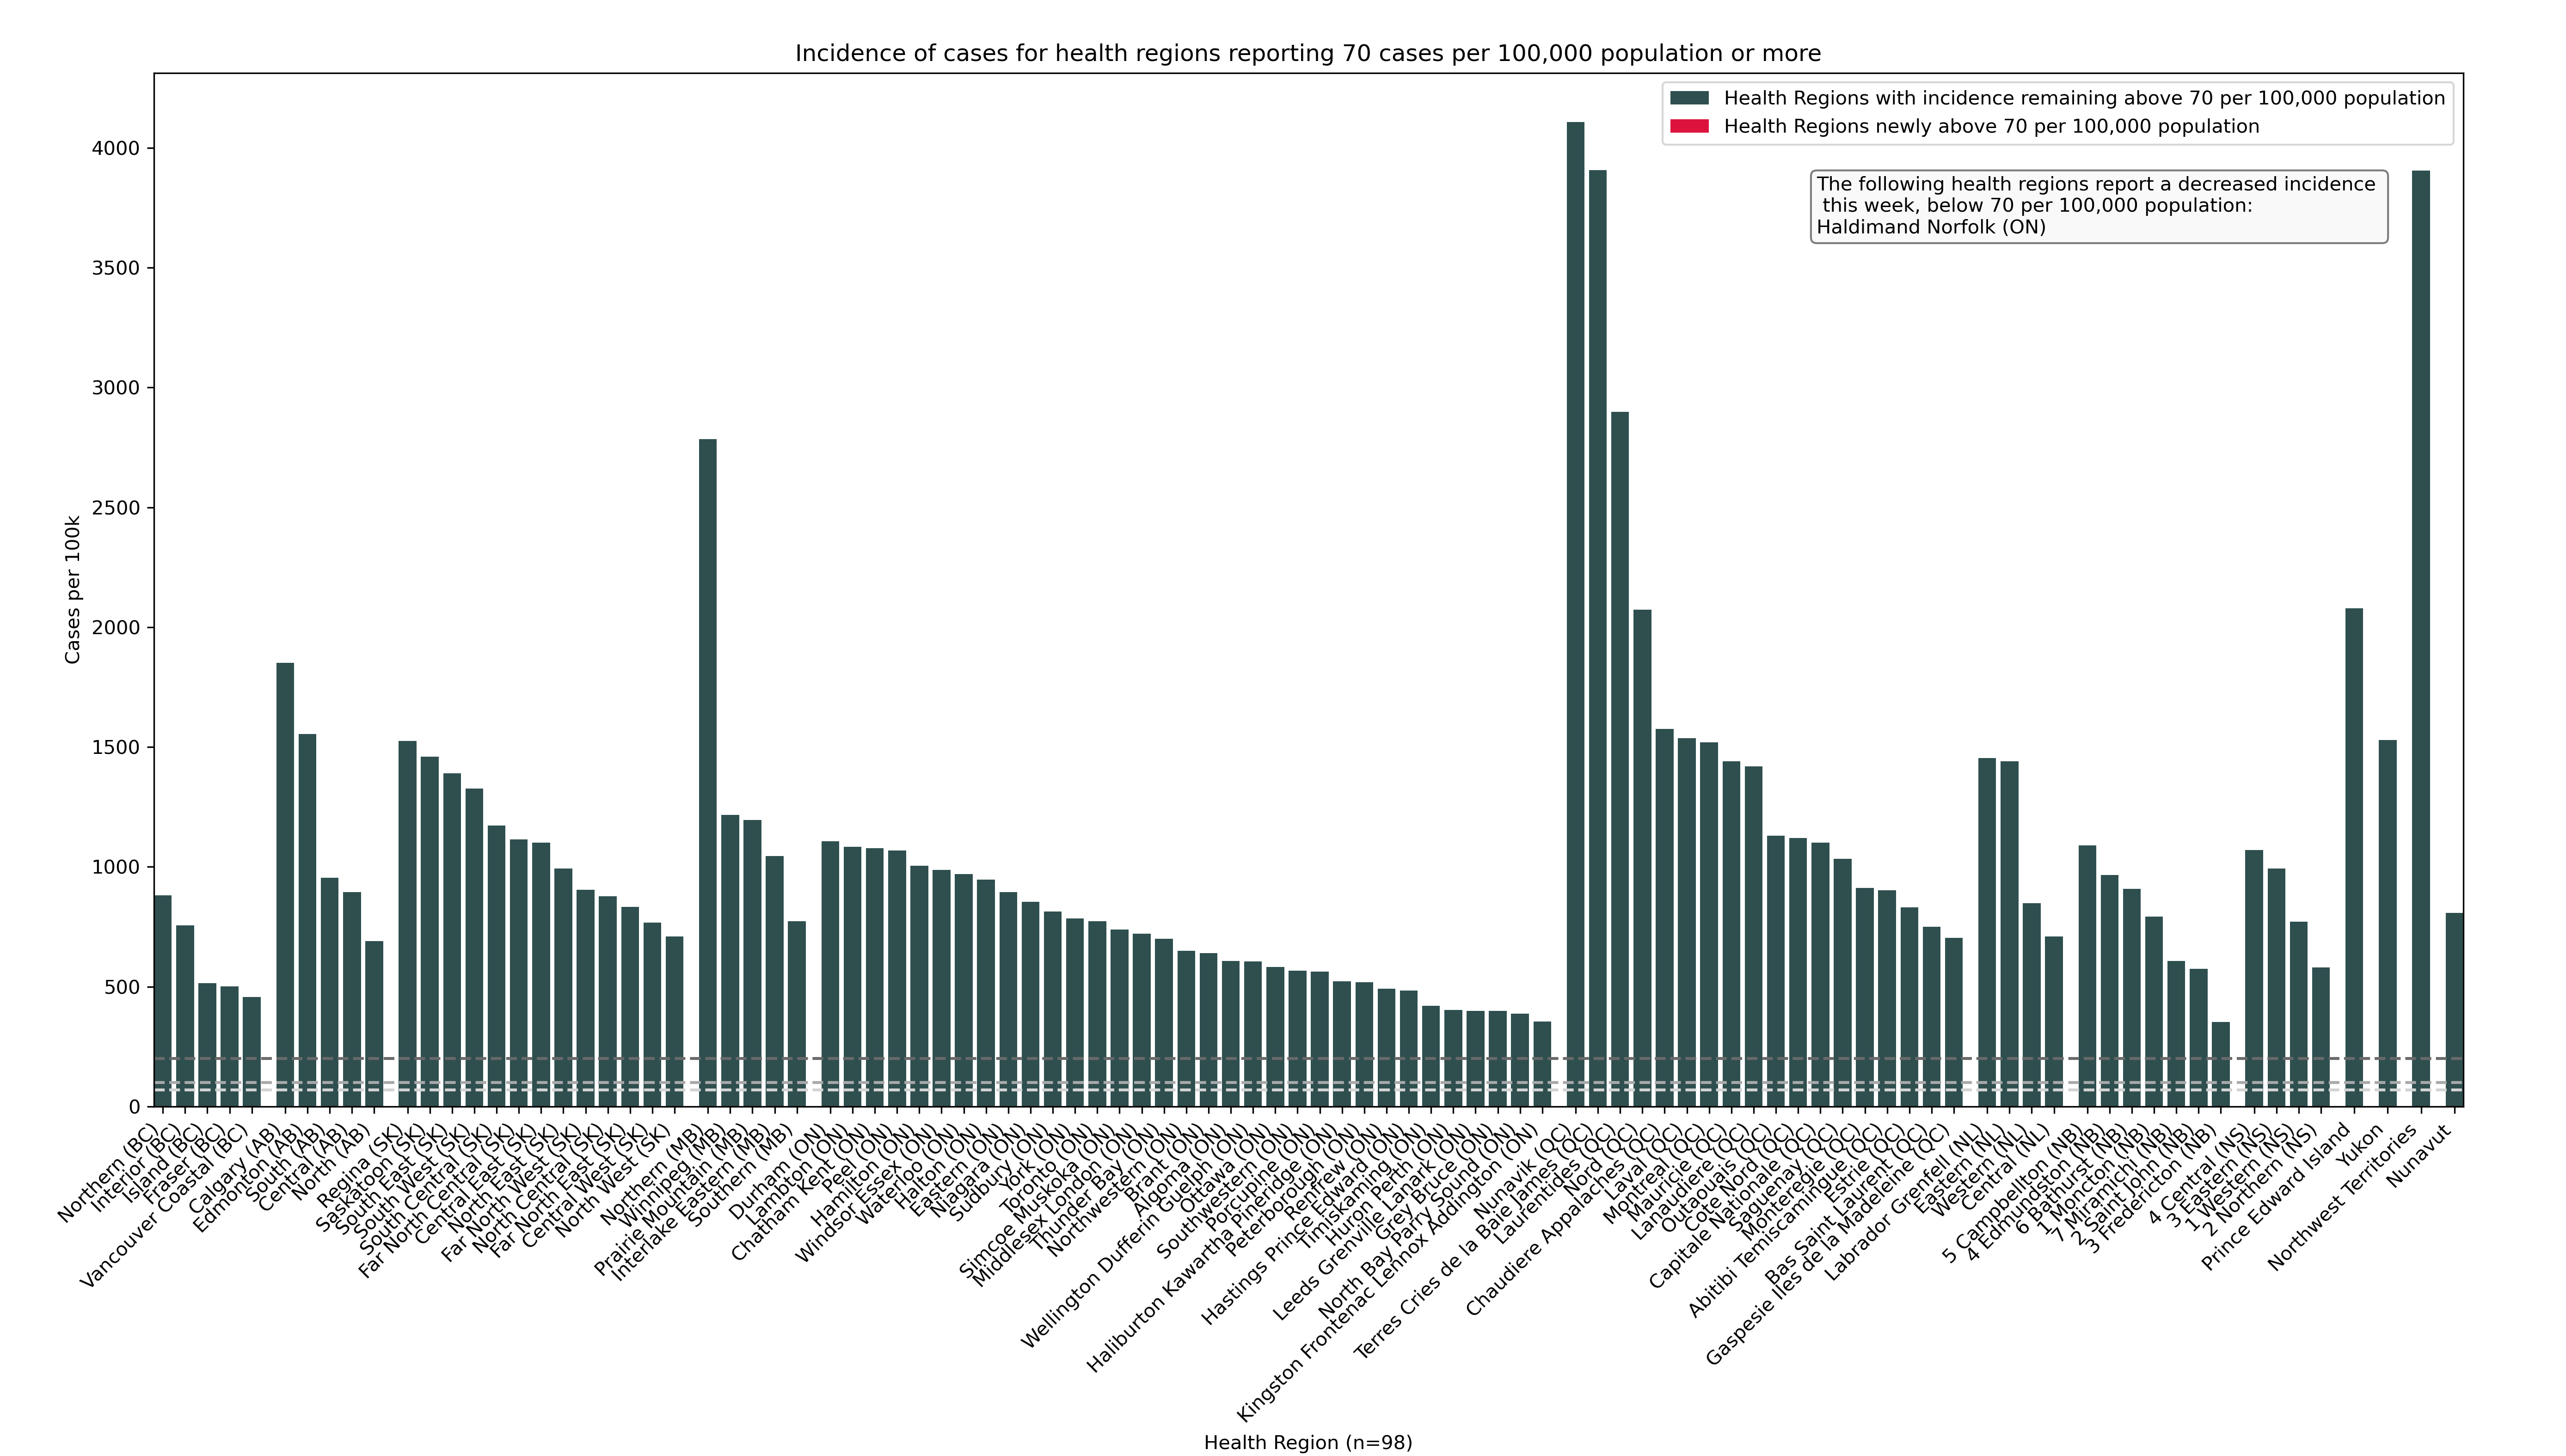 Incidence of cases for health regions reporting 70 cases per 100,000 population or more
Health Regions with incidence remaining above 70 per 100,000 population
Health Regions newly above 70 per 100,000 population
The following health regions report a decreased incidence
this week, below 70 per 100,000 population:
Haldimand Norfolk (ON)
Cases per 100k
4000
3500
3000
2500
2000
1500
1000
500
0
Northern (BC)
Interior (BC)
Island (BC)
Fraser (BC)
Vancouver Coastal (BC)
Calgary (AB)
Edmonton (AB)
South (AB)
Central (AB)
North (AB)
Regina (SK)
Saskatoon (SK)
South East (SK)
South West (SK)
South Central (SK)
Far North Central (SK)
Central East (SK)
North East (SK)
Far North West (SK)
North Central (SK)
Far North East (SK)
Central West (SK)
North West (SK)
Northern (MB)
Winnipeg (MB)
Prairie Mountain (MB)
Interlake Eastern (MB)
Southern (MB)
Durham (ON)
Lambton (ON)
Chatham Kent (ON)
Peel (ON)
Hamilton (ON)
Windsor Essex (ON)
Waterloo (ON)
Halton (ON)
Eastern (ON)
Niagara (ON)
Sudbury (ON)
York (ON)
Toronto (ON)
Simcoe Muskoka (ON)
Middlesex London (ON)
Thunder Bay (ON)
Northwestern (ON)
Brant (ON)
Algoma (ON)
Wellington Dufferin Guelph (ON)
Ottawa (ON)
Southwestern (ON)
Porcupine (ON)
Haliburton Kawartha Pineridge (ON)
Peterborough (ON)
Renfrew (ON)
Hastings Prince Edward (ON)
Timiskaming (ON)
Huron Perth (ON)
Leeds Grenville Lanark (ON)
Grey Bruce (ON)
North Bay Parry Sound (ON)
Kingston Frontenac Lennox Addington (ON)
Nunavik (QC)
Terres Cries de la Baie James (QC)
Laurentides (QC)
Nord (QC)
Chaudiere Appalaches (QC)
Laval (QC)
Montreal (QC)
Mauricie (QC)
Lanaudiere (QC)
Outaouais (QC)
Cote Nord (QC)
Capitale Nationale (QC)
Saguenay (QC)
Monteregie (QC)
Abitibi Temiscamingue (QC)
Estrie (QC)
Bas Saint Laurent (QC)
Gaspesie Iles de la Madeleine (QC)
Labrador Grenfell (NL)
Eastern (NL)
Western (NL)
Central (NL)
5 Campbellton (NB)
4 Edmundston (NB)
6 Bathurst (NB)
1 Moncton (NB)
7 Miramichi (NB)
2 Saint John (NB)
3 Fredericton (NB)
4 Central (NS)
3 Eastern (NS)
1 Western (NS)
2 Northern (NS)
Prince Edward Island
Yukon
Northwest Territories
Nunavut
Health Region (n=98)